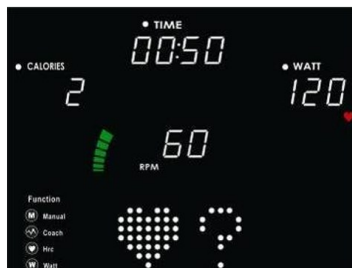 TIME
00:50
CALORIES
2
WATT
120
60
RPM
Function
M Manual
Coach
Hrc
W Watt
?